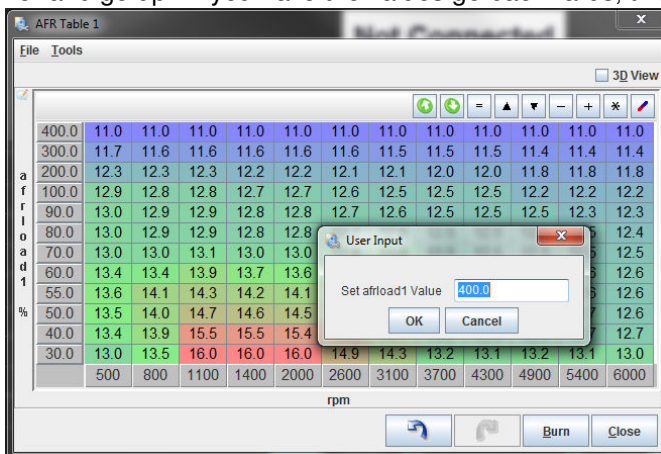 AFR Table 1
File Tools
3D View
= - + *
400.0 11.0 11.0 11.0 11.0 11.0 11.0 11.0 11.0 11.0 11.0 11.0 11.0
300.0 11.7 11.6 11.6 11.6 11.6 11.6 11.5 11.5 11.5 11.4 11.4 11.4
200.0 12.3 12.3 12.3 12.2 12.2 12.1 12.1 12.0 12.0 11.8 11.8 11.8
100.0 12.9 12.8 12.8 12.7 12.7 12.6 12.5 12.5 12.5 12.2 12.2 12.2
90.0 13.0 12.9 12.9 12.8 12.8 12.7 12.6 12.5 12.5 12.5 12.3 12.3
80.0 13.0 12.9 12.9 12.8 12.8 12.4
70.0 13.0 13.0 13.1 13.0 13.0 12.5
60.0 13.4 13.4 13.9 13.7 13.6 12.6
55.0 13.6 14.1 14.3 14.2 14.1 12.6
50.0 13.5 14.0 14.7 14.6 14.5 12.6
40.0 13.4 13.9 15.5 15.5 15.4 12.7
30.0 13.0 13.5 16.0 16.0 16.0 14.9 14.3 13.2 13.1 13.2 13.1 13.0
500 800 1100 1400 2000 2600 3100 3700 4300 4900 5400 6000
afrload1 %
rpm
User Input
Set afrload1 Value 400.0
OK Cancel
Burn Close